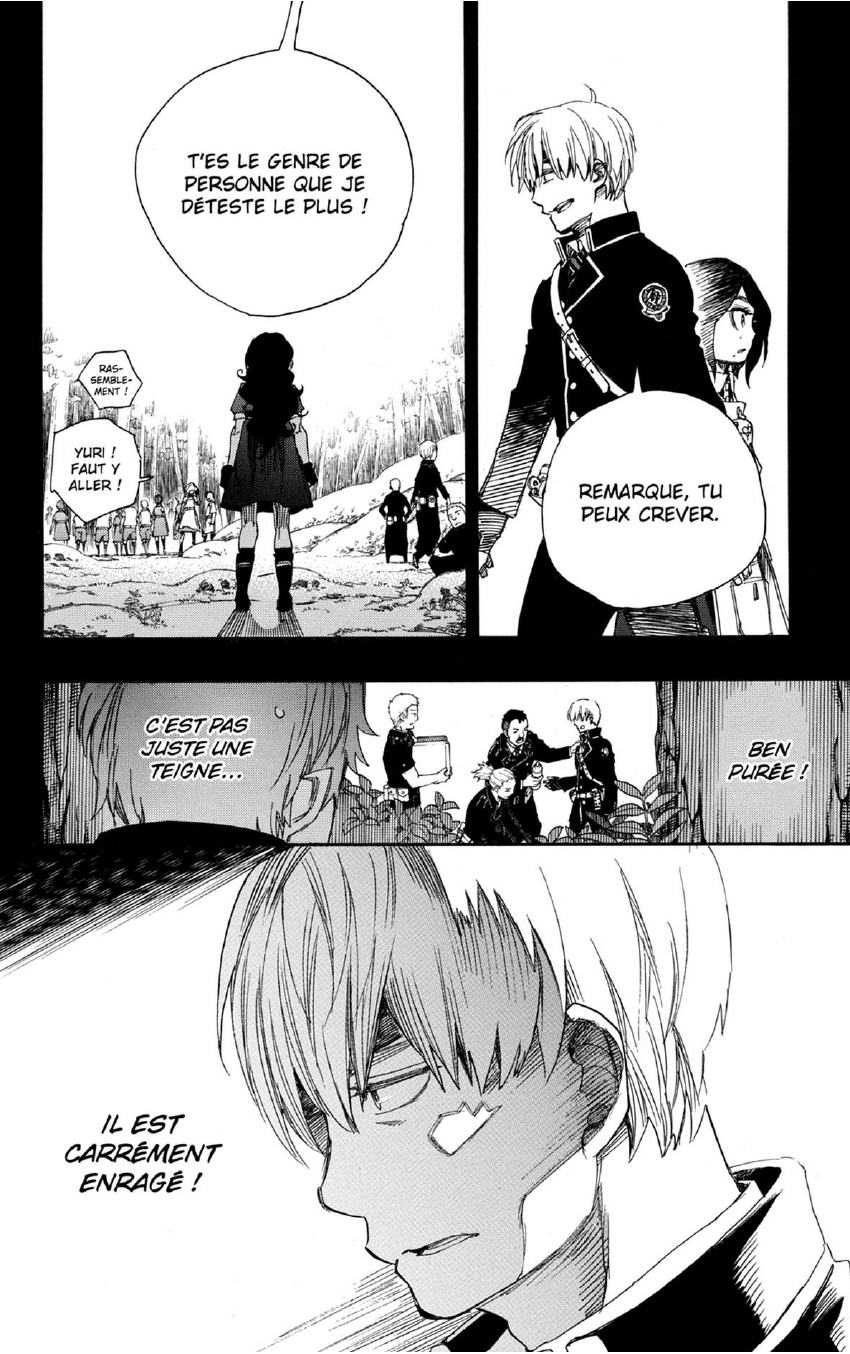 REMARQUE, TU
PEUX CREVER.
T'ES LE GENRE DE
PERSONNE QUE JE
DÉTESTE LE PLUS !
RAS-
SEMBLE-
MENT !
YURI !
FAUT Y
ALLER !
BEN
PURÉE !
C'EST PAS
JUSTE UNE
TEIGNE...
IL EST
CARRÉMENT
ENRAGÉ !